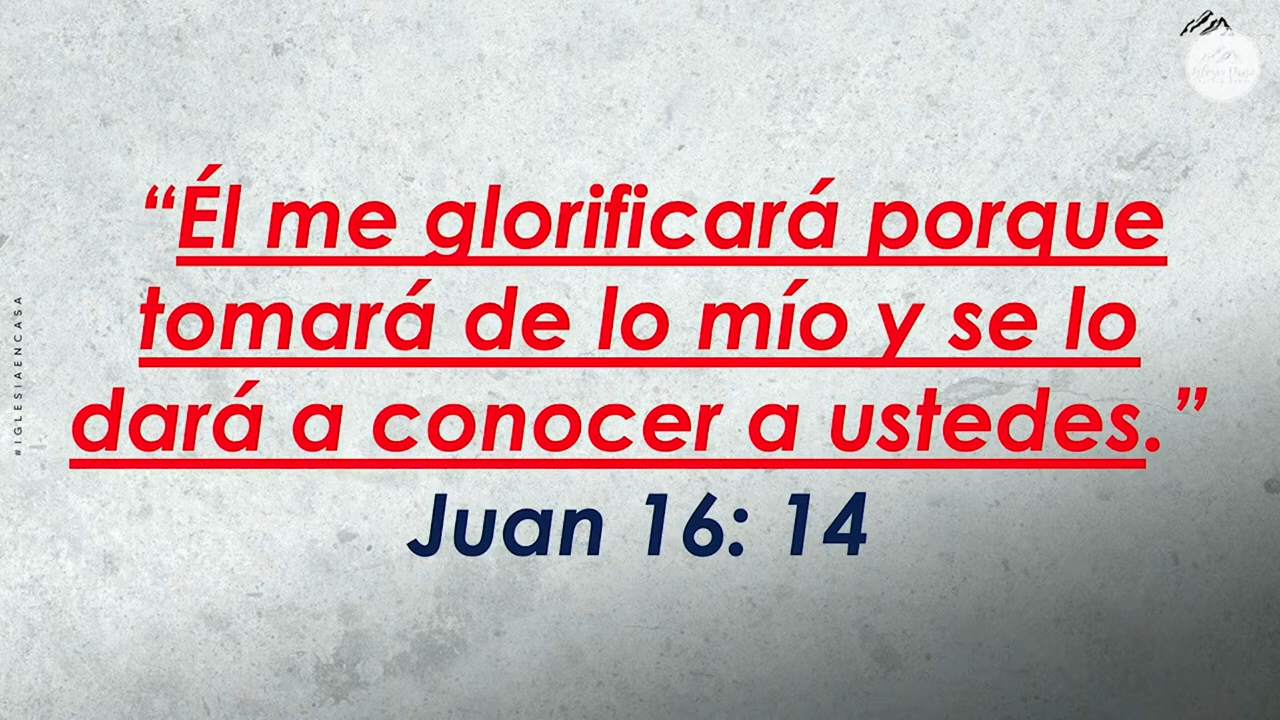 “Él me glorificará porque
tomará de lo mío y se lo
dará a conocer a ustedes.”
Juan 16: 14
#IGLESIAENCASA